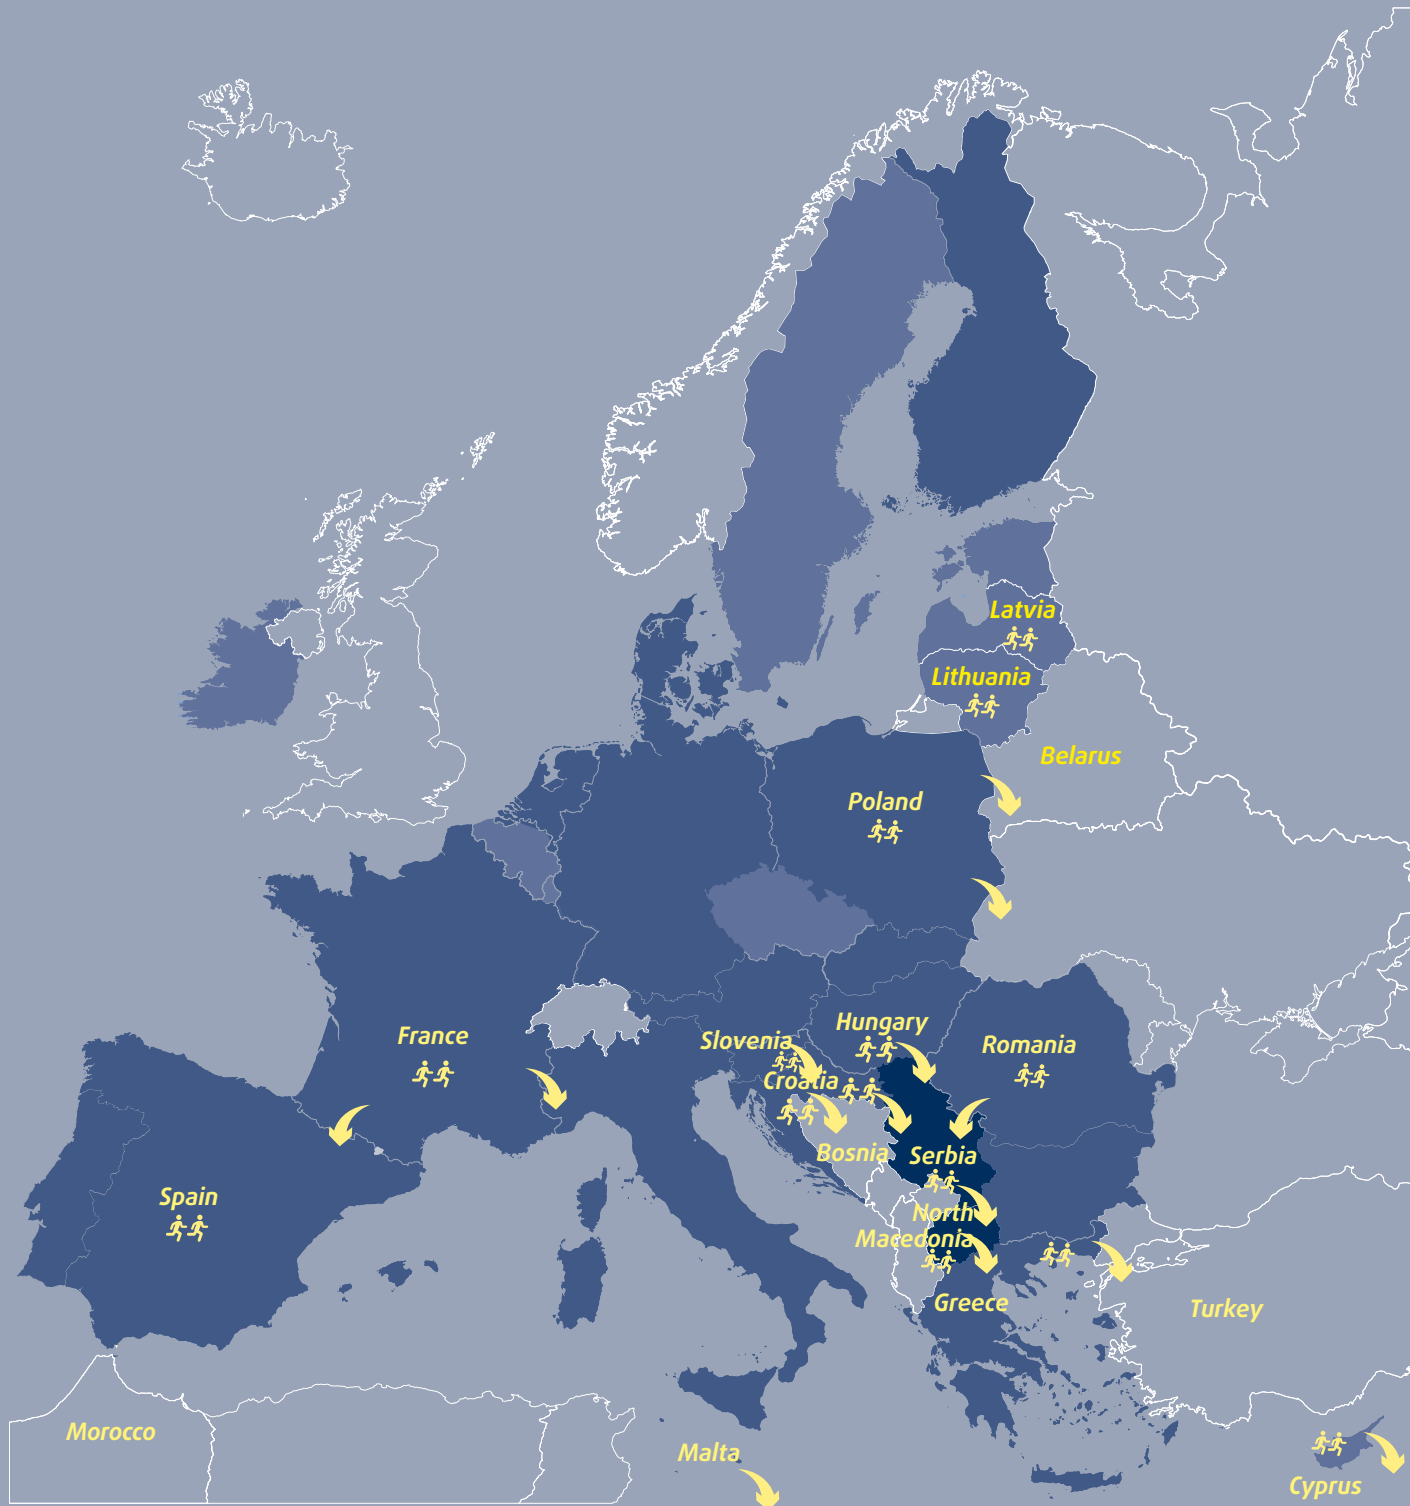 Latvia
Lithuania
Belarus
Poland
Hungary
France
Slovenia
Romania
Croatia
Bosnia
Serbia
Spain
North
Macedonia
Greece
Turkey
Morocco
Malta
Cyprus